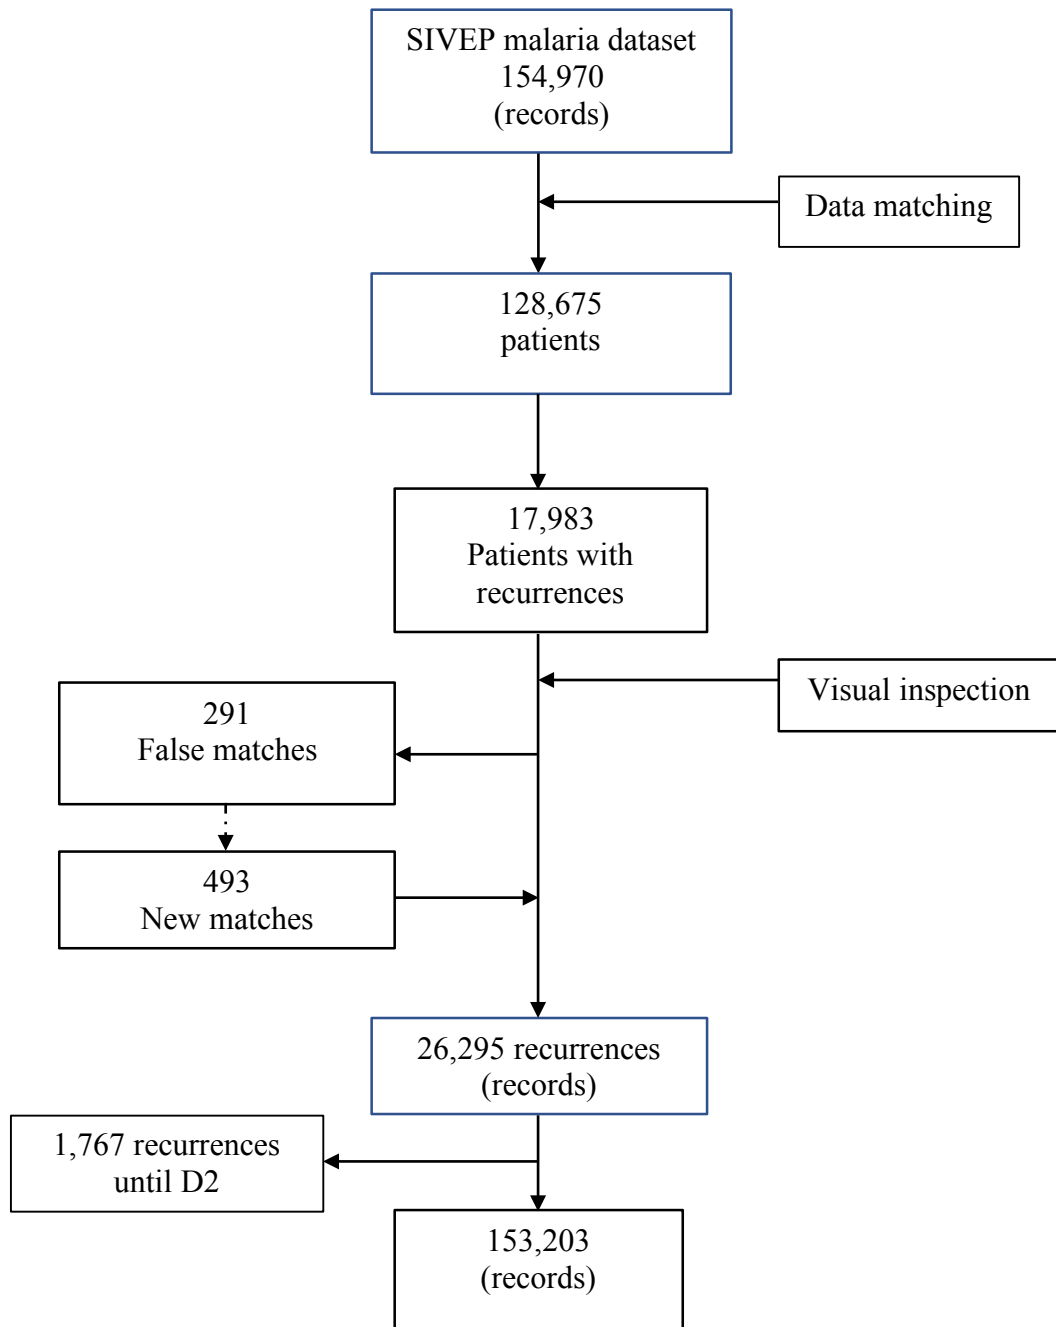 SIVEP malaria dataset
154,970
(records)
Data matching
128,675
patients
17,983
Patients with
recurrences
Visual inspection
291
False matches
493
New matches
26,295 recurrences
(records)
1,767 recurrences
until D2
153,203
(records)